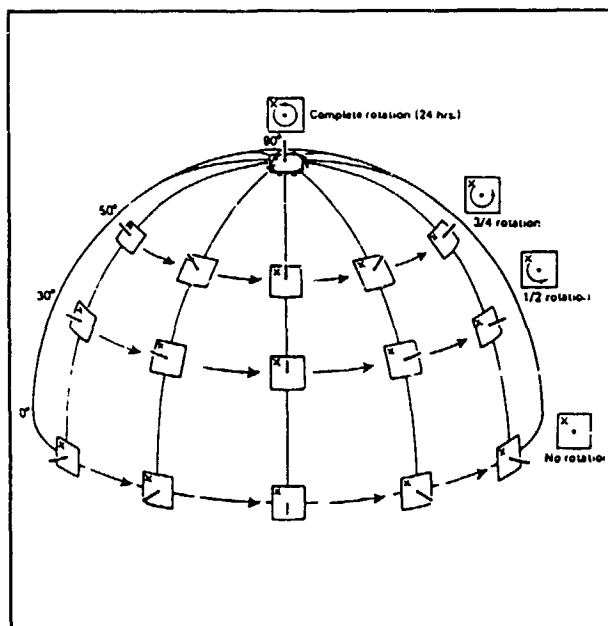 X
Complete rotation (24 hrs.)
90°
X
50°
3/4 rotation
X
X
X
X
X
X
30°
1/2 rotation
X
X
X
X
X
0°
X
No rotation
X
X
X
X
X